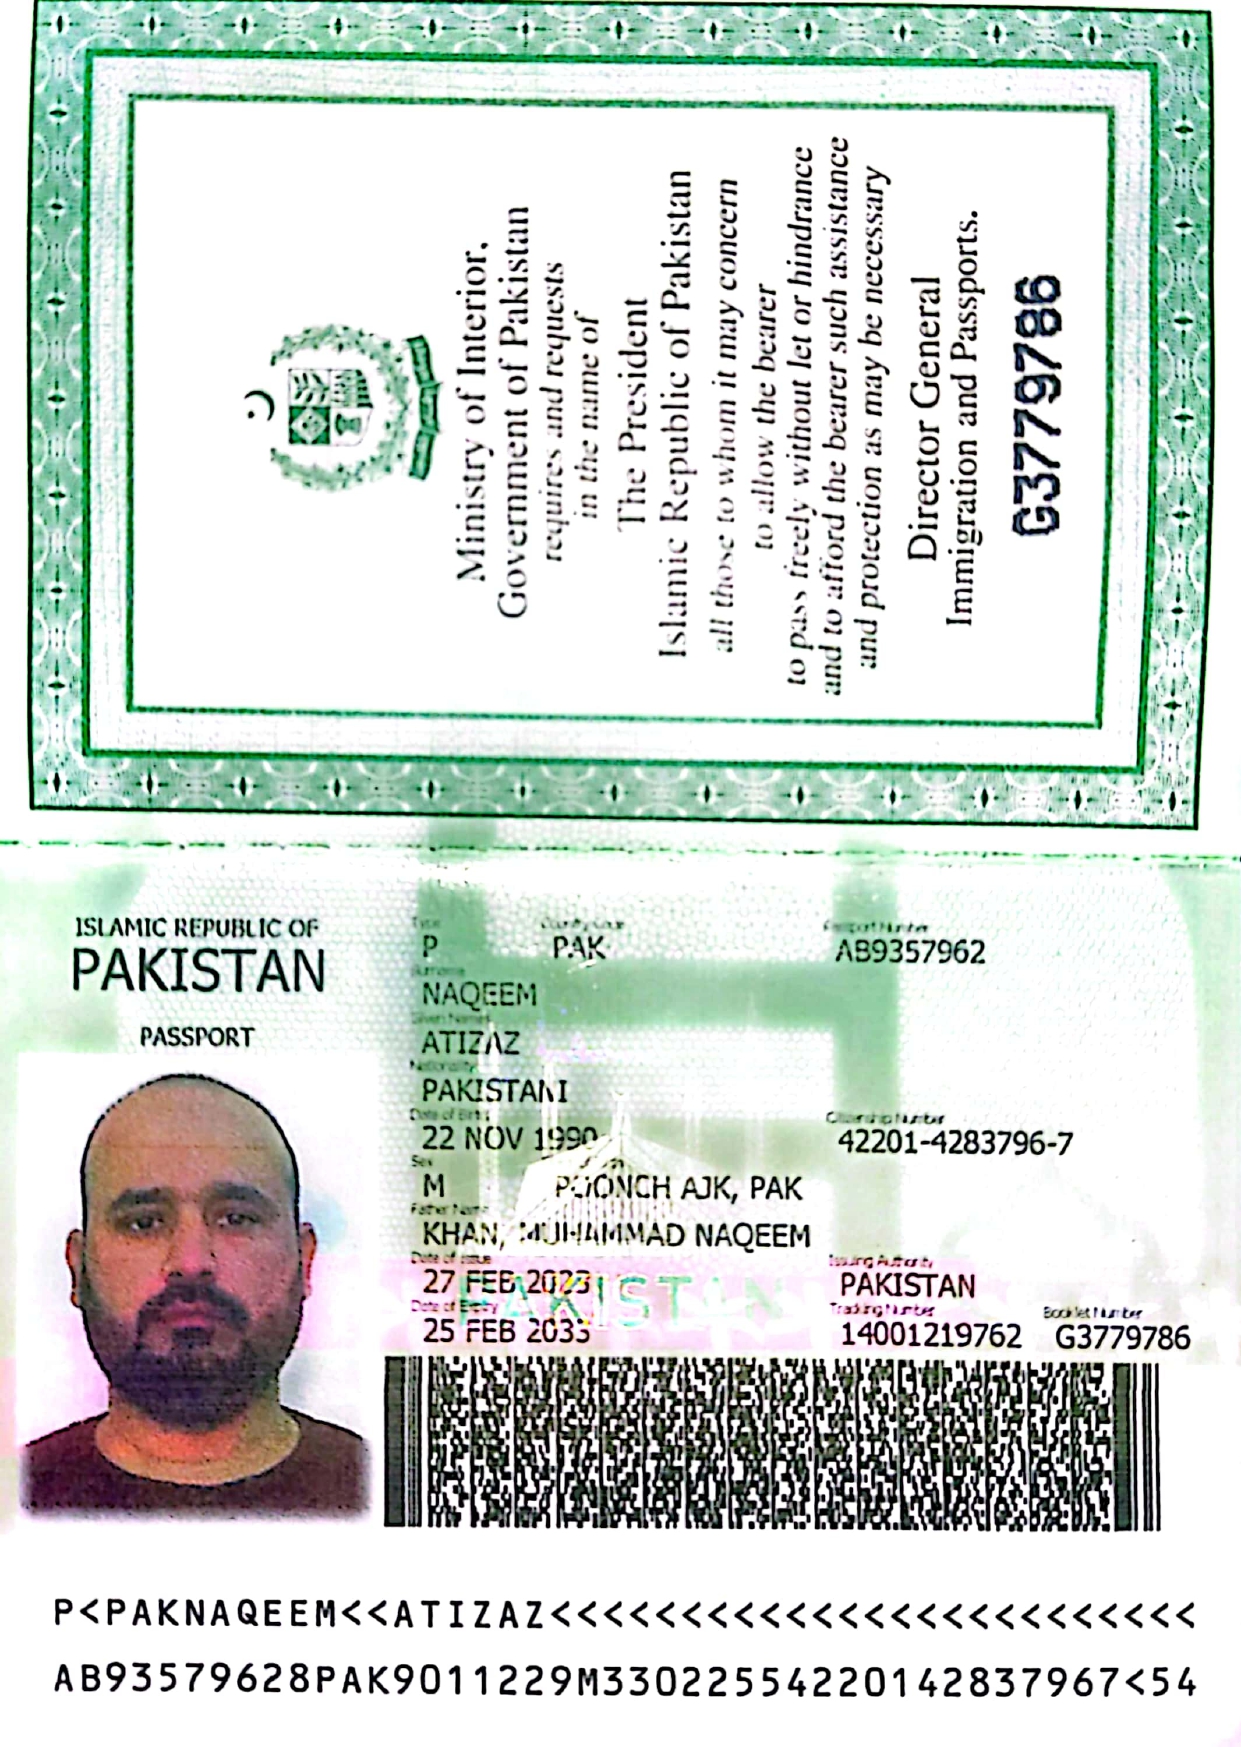 Ministry of Interior,
Government of Pakistan
requires and requests
in the name of
The President
Islamic Republic of Pakistan
all those to whom it may concern
to allow the bearer
to pass freely without let or hindrance
and to afford the bearer such assistance
and protection as may be necessary
Director General
Immigration and Passports.
G3779786
ISLAMIC REPUBLIC OF
PAKISTAN
PASSPORT
Type Country Code Passport Number
P PAK AB9357962
Surname
NAQEEM
Given Names
ATIZAZ
Nationality
PAKISTANI
Date of Birth Citizenship Number
22 NOV 1990 42201-4283796-7
Sex
M POONCH AJK, PAK
Father Name
KHAN, MUHAMMAD NAQEEM
Date of Issue Issuing Authority
27 FEB 2023 PAKISTAN
Date of Expiry Tracking Number Booklet Number
25 FEB 2033 14001219762 G3779786
PAKISTAN
P<PAKNAQEEM<<ATIZAZ<<<<<<<<<<<<<<<<<<<<<<<<<
AB93579628PAK9011229M33022554220142837967<54